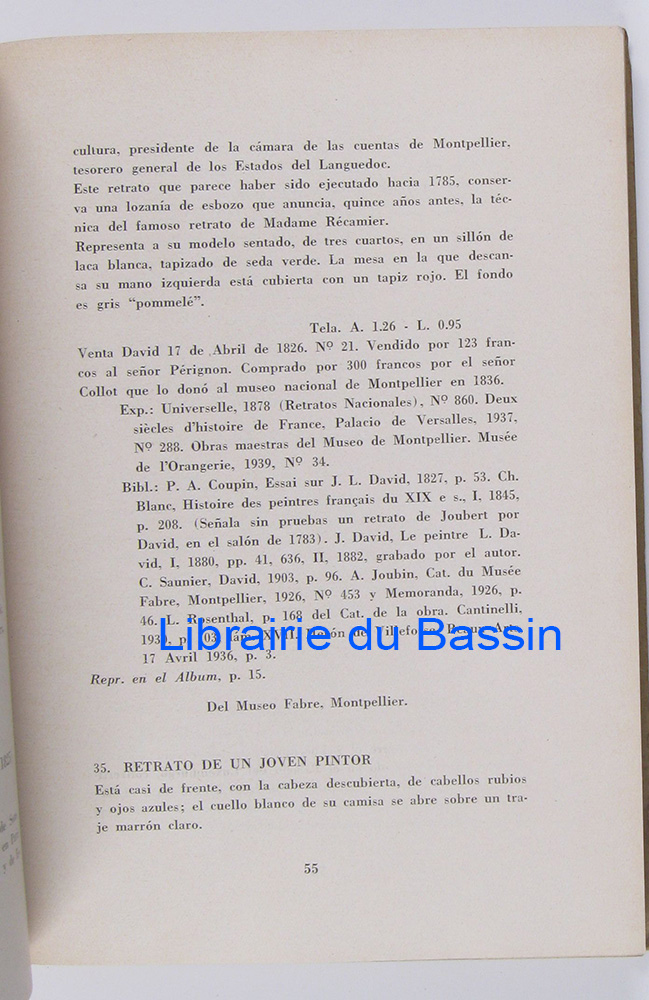 cultura, presidente de la cámara de las cuentas de Montpellier,
tesorero general de los Estados del Languedoc.
Este retrato que parece haber sido ejecutado hacia 1785, conser-
va una lozanía de esbozo que anuncia, quince años antes, la téc-
nica del famoso retrato de Madame Récamier.
Representa a su modelo sentado, de tres cuartos, en un sillón de
laca blanca, tapizado de seda verde. La mesa en la que descan-
sa su mano izquierda está cubierta con un tapiz rojo. El fondo
es gris “pommelé”.
Tela. A. 1.26 - L. 0.95
Venta David 17 de Abril de 1826. Nº 21. Vendido por 123 fran-
cos al señor Pérignon. Comprado por 300 francos por el señor
Collot que lo donó al museo nacional de Montpellier en 1836.
Exp.: Universelle, 1878 (Retratos Nacionales), Nº 860. Deux
siècles d'histoire de France, Palacio de Versalles, 1937,
Nº 288. Obras maestras del Museo de Montpellier. Musée
de l'Orangerie, 1939, Nº 34.
Bibl.: P. A. Coupin, Essai sur J. L. David, 1827, p. 53. Ch.
Blanc, Histoire des peintres français du XIX e s., I, 1845,
p. 208. (Señala sin pruebas un retrato de Joubert por
David, en el salón de 1783). J. David, Le peintre L. Da-
vid, I, 1880, pp. 41, 636, II, 1882, grabado por el autor.
C. Saunier, David, 1903, p. 96. A. Joubin, Cat. du Musée
Fabre, Montpellier, 1926, Nº 453 y Memoranda, 1926, p.
46. L. Rosenthal, p. 168 del Cat. de la obra. Cantinelli,
Librairie du Bassin
17 Avril 1936, p. 3.
Repr. en el Album, p. 15.
Del Museo Fabre, Montpellier.
35. RETRATO DE UN JOVEN PINTOR
Está casi de frente, con la cabeza descubierta, de cabellos rubios
y ojos azules; el cuello blanco de su camisa se abre sobre un tra-
je marrón claro.
55